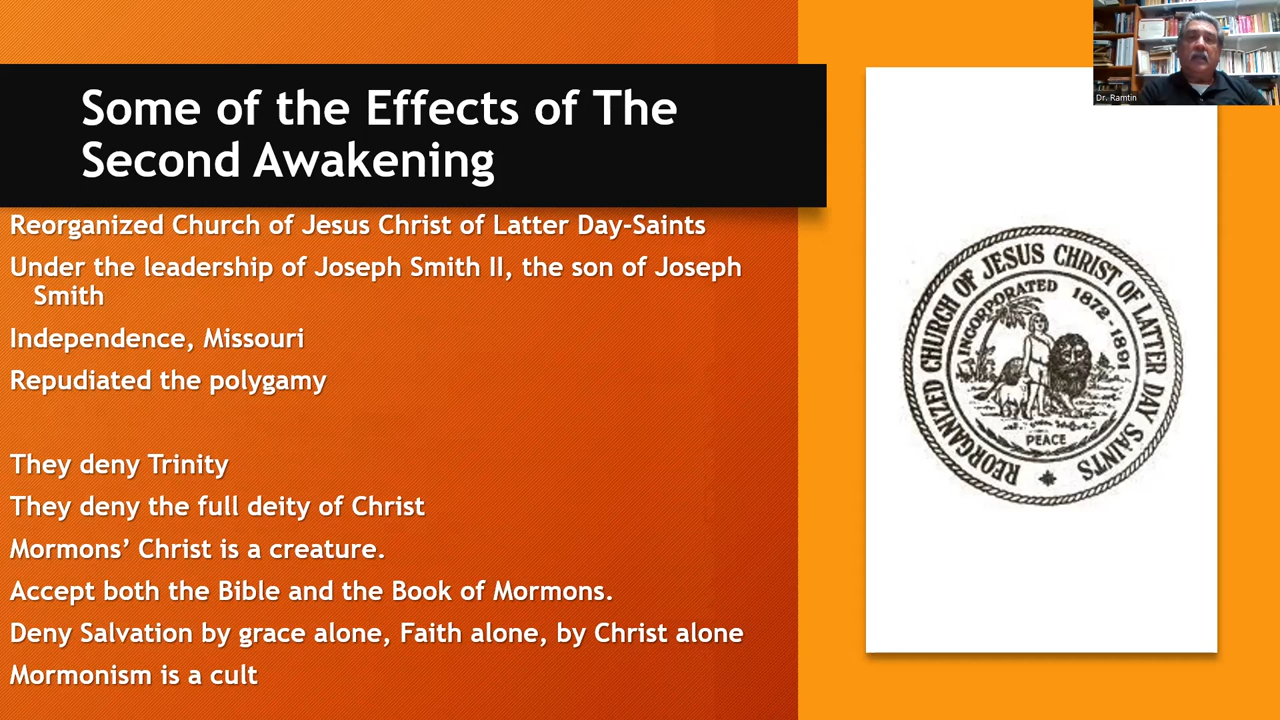 Some of the Effects of The
Second Awakening
Reorganized Church of Jesus Christ of Latter Day-Saints
Under the leadership of Joseph Smith II, the son of Joseph
Smith
Independence, Missouri
Repudiated the polygamy
They deny Trinity
They deny the full deity of Christ
Mormons’ Christ is a creature.
Accept both the Bible and the Book of Mormons.
Deny Salvation by grace alone, Faith alone, by Christ alone
Mormonism is a cult
Dr. Ramtin
REORGANIZED CHURCH OF JESUS CHRIST OF LATTER DAY SAINTS
INCORPORATED 1872-1891
PEACE